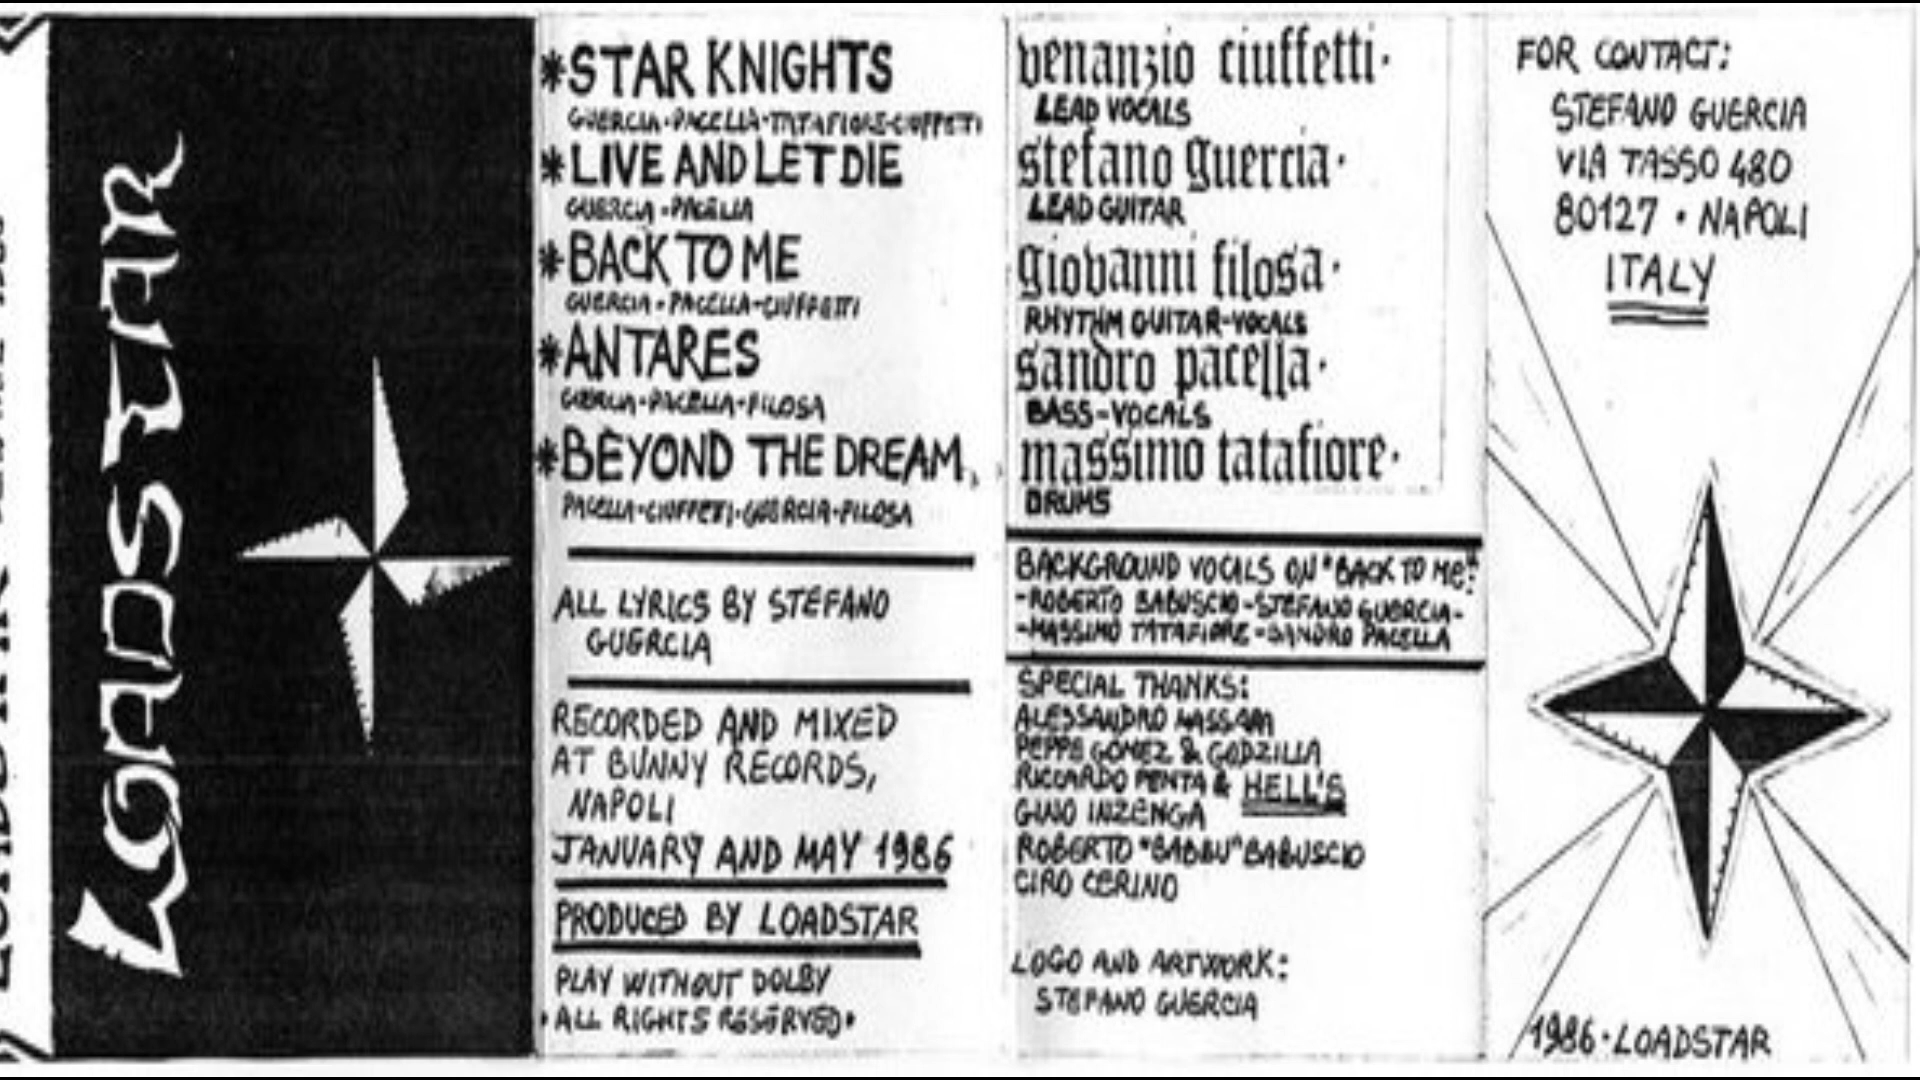 LOADSTAR
*STAR KNIGHTS
GUERCIA-PACELLA-TATAFIORE-CIUFFETI
*LIVE AND LET DIE
GUERCIA-PACELLA
*BACK TO ME
GUERCIA-PACELLA-CIUFFETTI
*ANTARES
GUERCIA-PACELLA-FILOSA
*BEYOND THE DREAM
PACELLA-CIUFFETI-GUERCIA-FILOSA
ALL LYRICS BY STEFANO
GUERCIA
RECORDED AND MIXED
AT BUNNY RECORDS,
NAPOLI
JANUARY AND MAY 1986
PRODUCED BY LOADSTAR
PLAY WITHOUT DOLBY
•ALL RIGHTS RESERVED•
venanzio ciuffetti•
LEAD VOCALS
stefano guercia•
LEAD GUITAR
giovanni filosa•
RHYTHM GUITAR-VOCALS
sandro pacella•
BASS-VOCALS
massimo tatafiore•
DRUMS
BACKGROUND VOCALS ON "BACK TO ME":
-ROBERTO BABUSCIO-STEFANO GUERCIA-
-MASSIMO TATAFIORE-SANDRO PACELLA
SPECIAL THANKS:
ALESSANDRO
PEPPE GOMEZ & GODZILLA
RICCARDO PENTA & HELL'S
GINO INZENGA
ROBERTO "BABBU" BABUSCIO
CIRO CERINO
LOGO AND ARTWORK:
STEFANO GUERCIA
FOR CONTACT:
STEFANO GUERCIA
VIA TASSO 480
80127 • NAPOLI
ITALY
1986•LOADSTAR